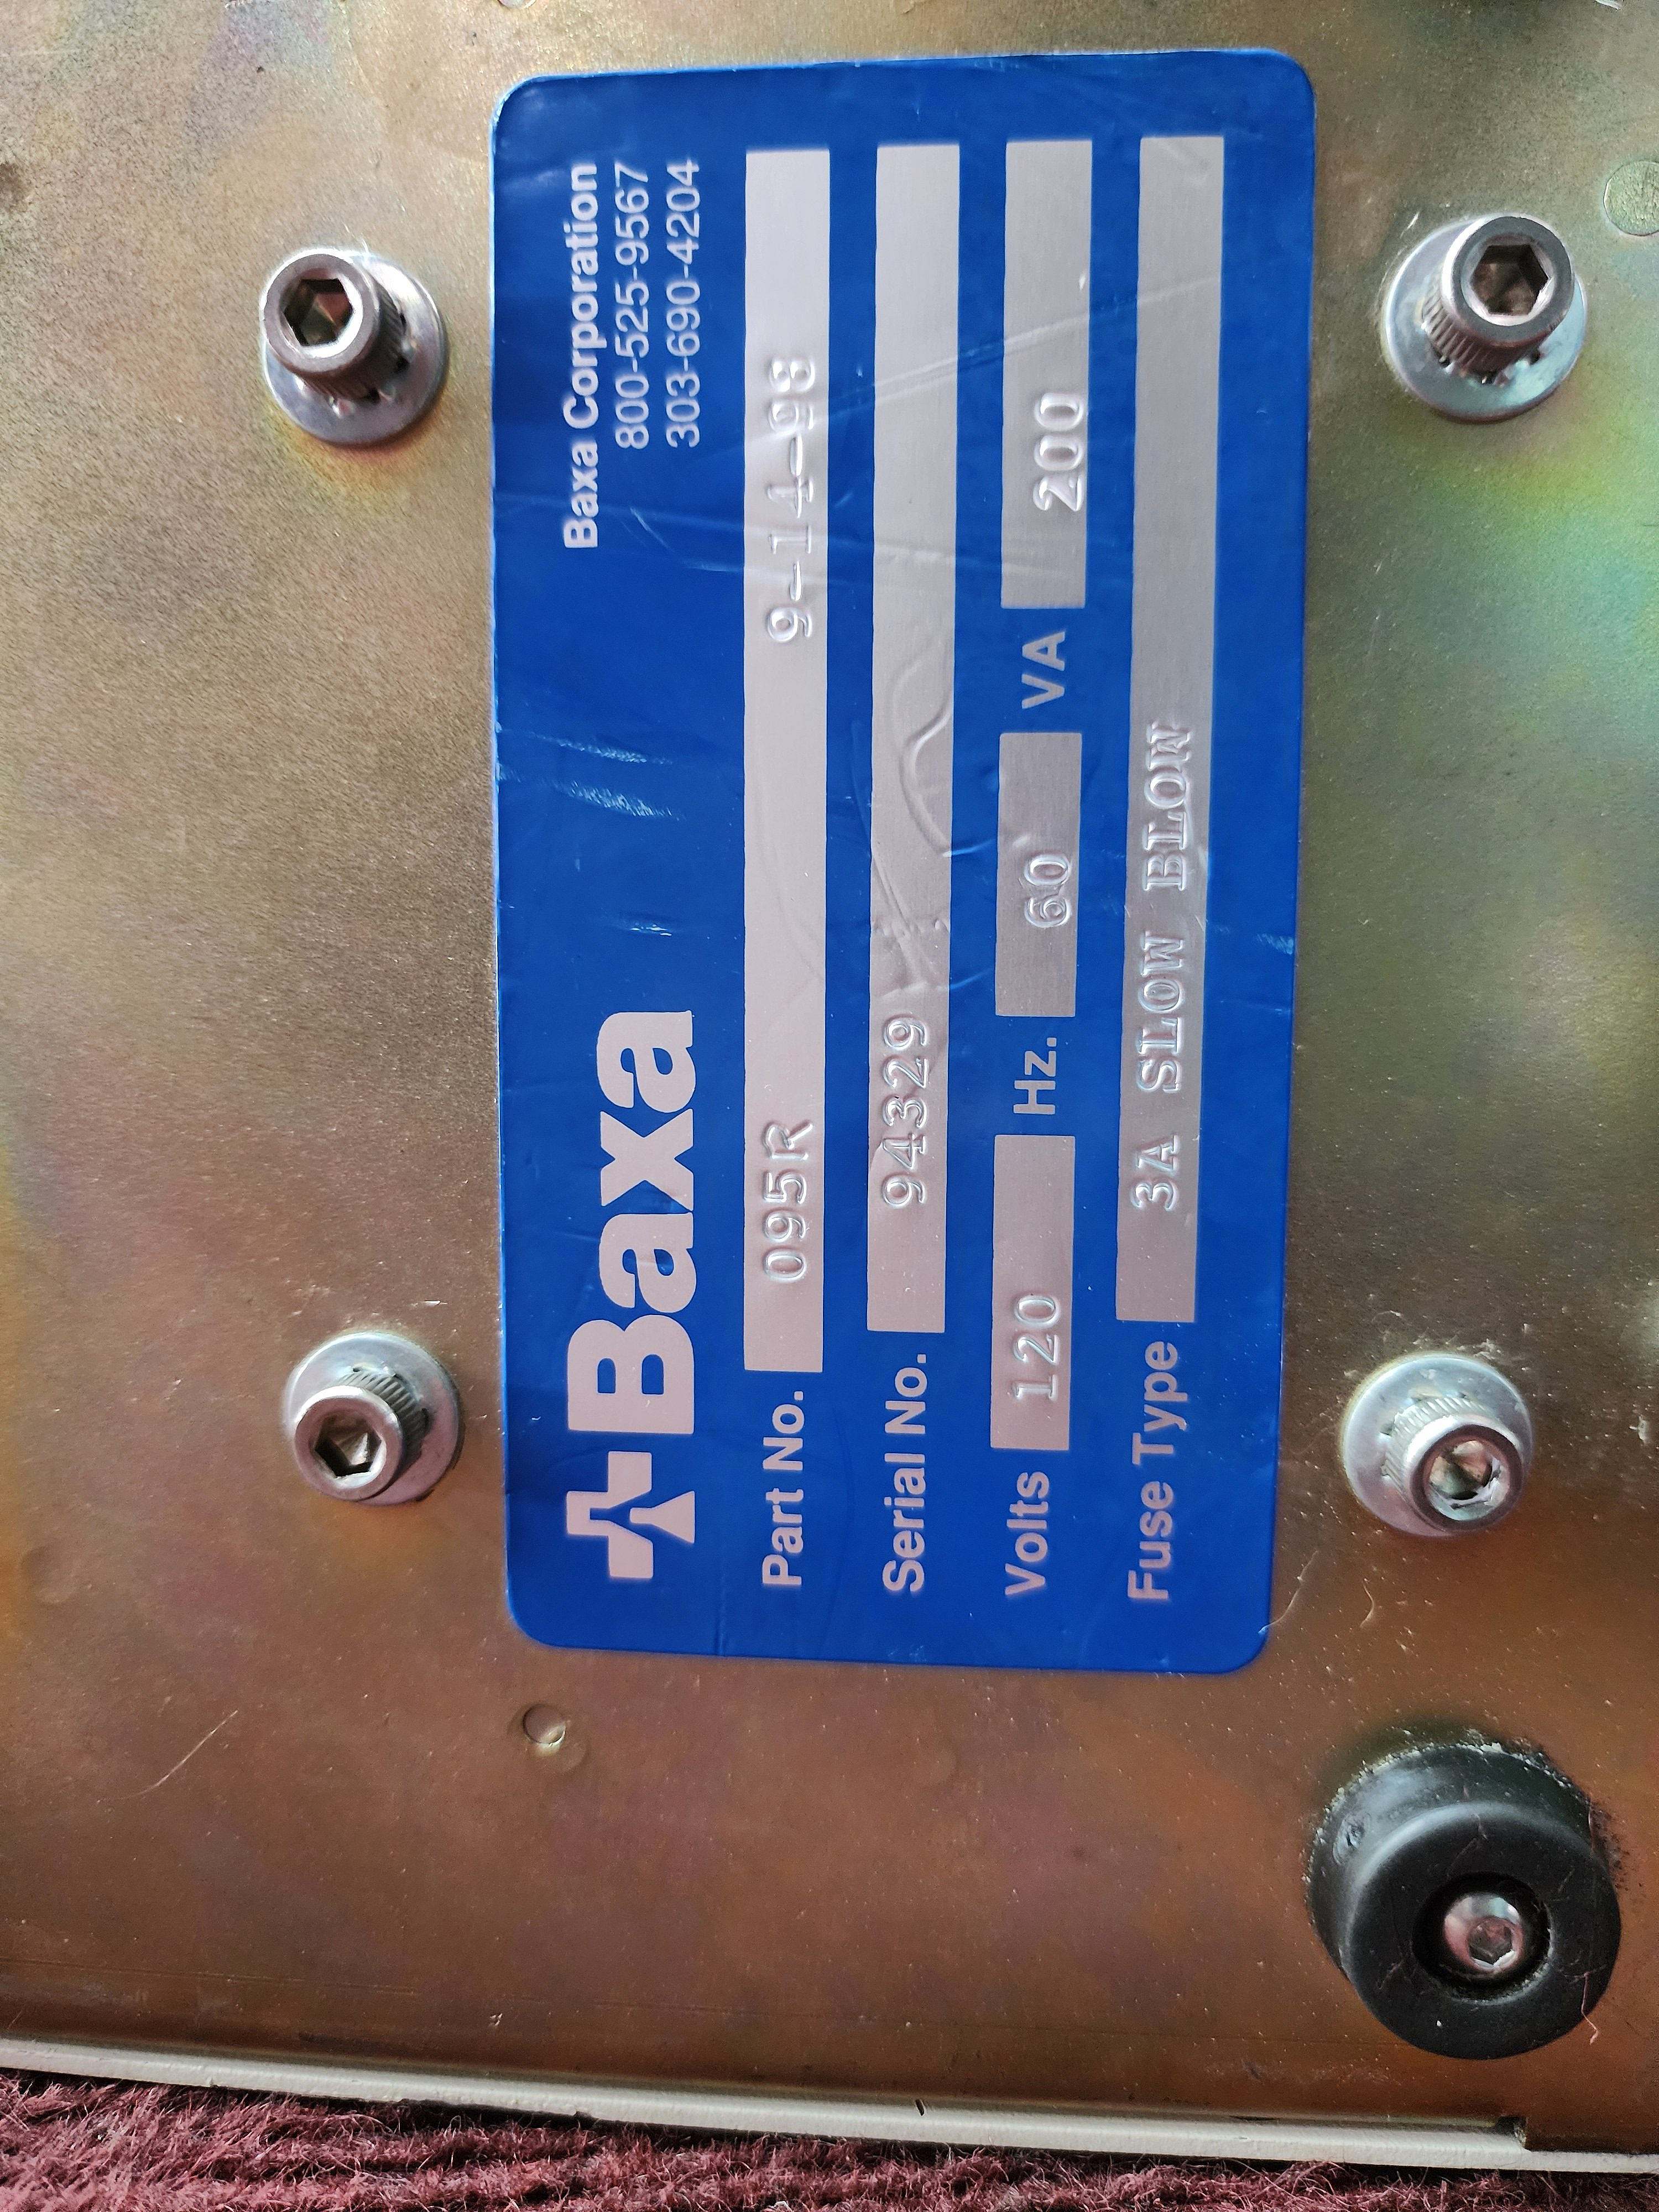 Baxa
Baxa Corporation
800-525-9567
303-690-4204
Part No. 095R 9-14-98
Serial No. 94329
Volts 120 Hz. 60 VA 200
Fuse Type 3A SLOW BLOW